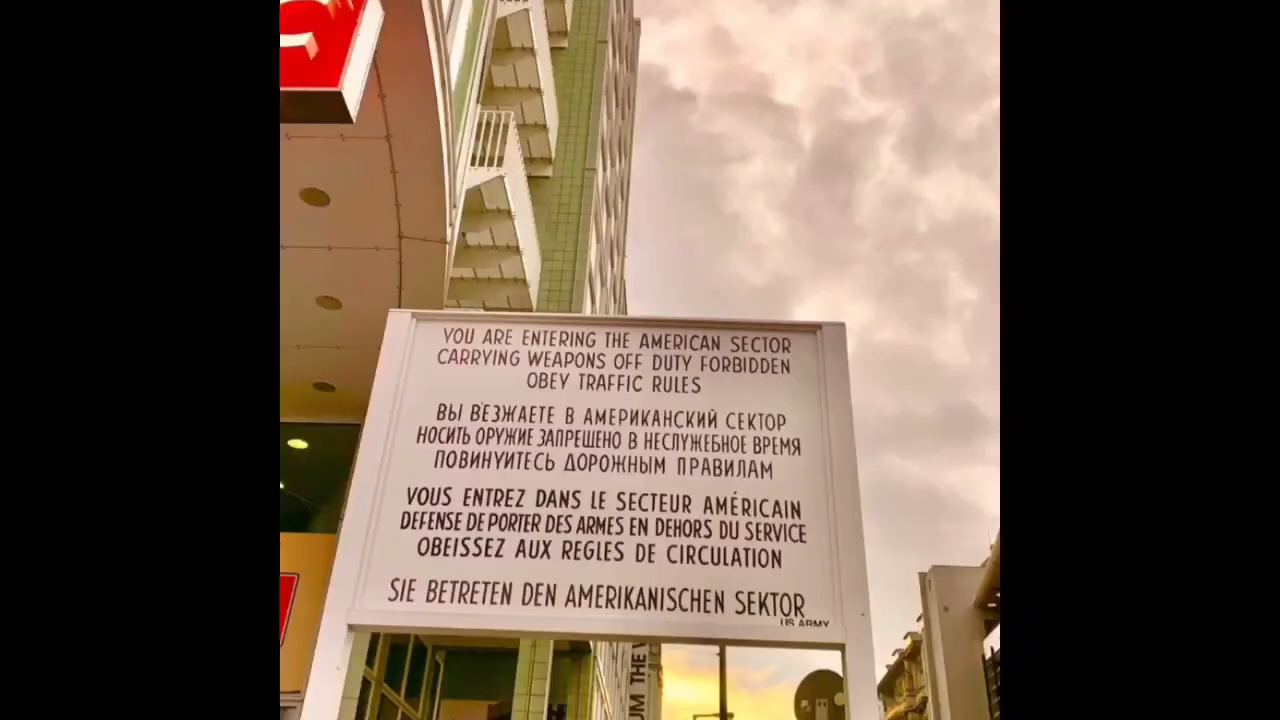 YOU ARE ENTERING THE AMERICAN SECTOR
CARRYING WEAPONS OFF DUTY FORBIDDEN
OBEY TRAFFIC RULES
ВЫ ВЪЕЗЖАЕТЕ В АМЕРИКАНСКИЙ СЕКТОР
НОСИТЬ ОРУЖИЕ ЗАПРЕЩЕНО В НЕСЛУЖЕБНОЕ ВРЕМЯ
ПОВИНУИТЕСЬ ДОРОЖНЫМ ПРАВИЛАМ
VOUS ENTREZ DANS LE SECTEUR AMÉRICAIN
DEFENSE DE PORTER DES ARMES EN DEHORS DU SERVICE
OBEISSEZ AUX REGLES DE CIRCULATION
SIE BETRETEN DEN AMERIKANISCHEN SEKTOR
US ARMY
THE